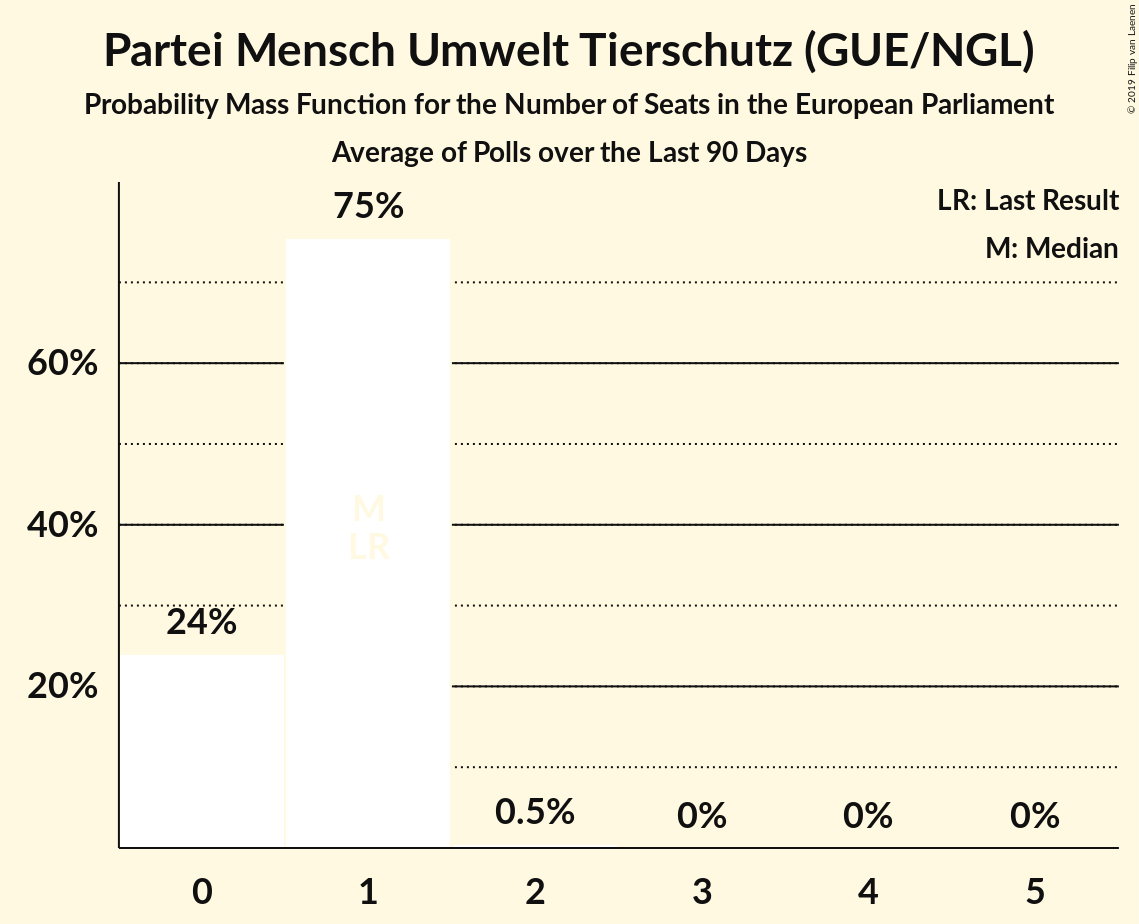 Partei Mensch Umwelt Tierschutz (GUE/NGL)
Probability Mass Function for the Number of Seats in the European Parliament
Average of Polls over the Last 90 Days
© 2019 Filip van Laenen
LR: Last Result
M: Median
75%
60%
M
40%
LR
24%
20%
0.5%
0%
0%
0%
0
1
2
3
4
5